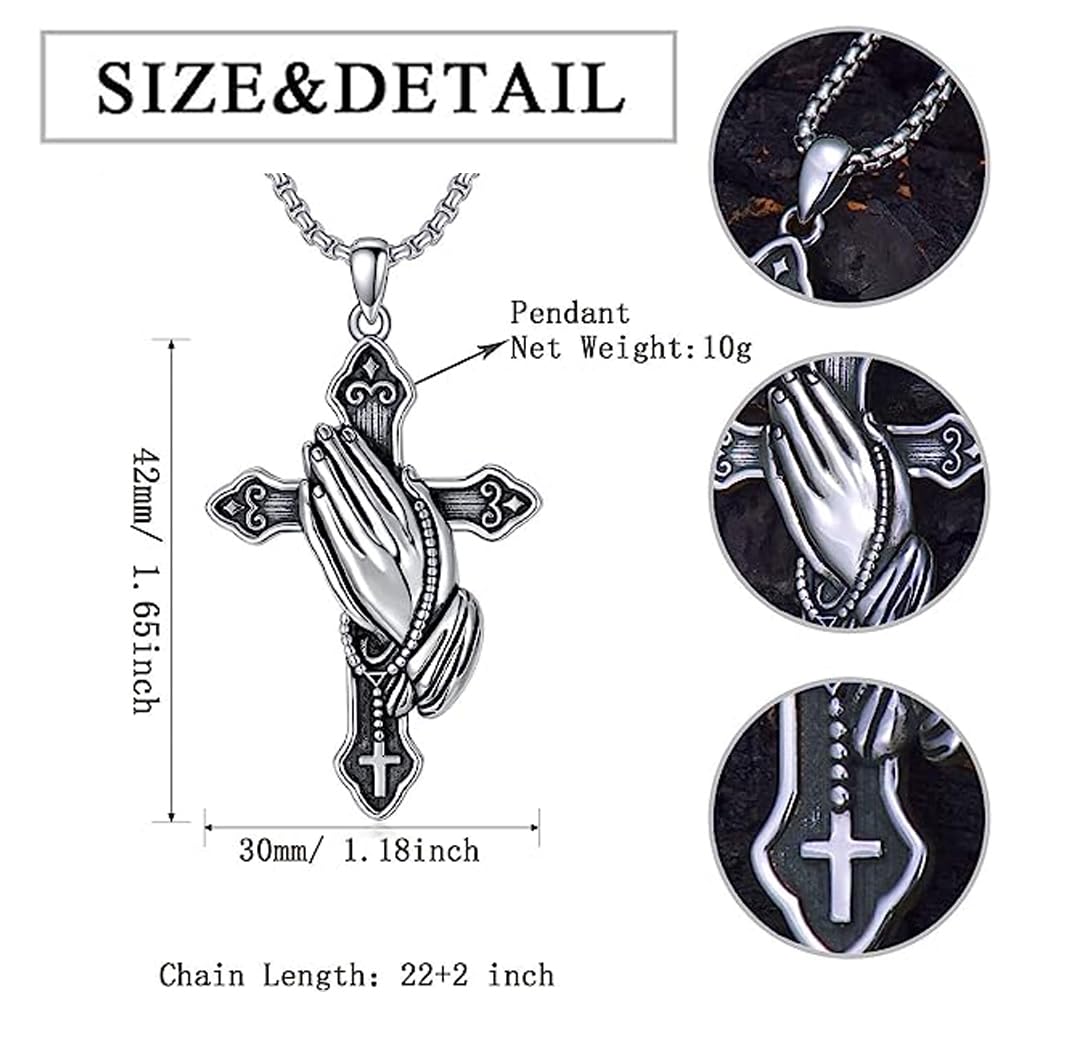 SIZE&DETAIL
Pendant
Net Weight:10g
42mm/ 1.65inch
30mm/ 1.18inch
Chain Length: 22+2 inch